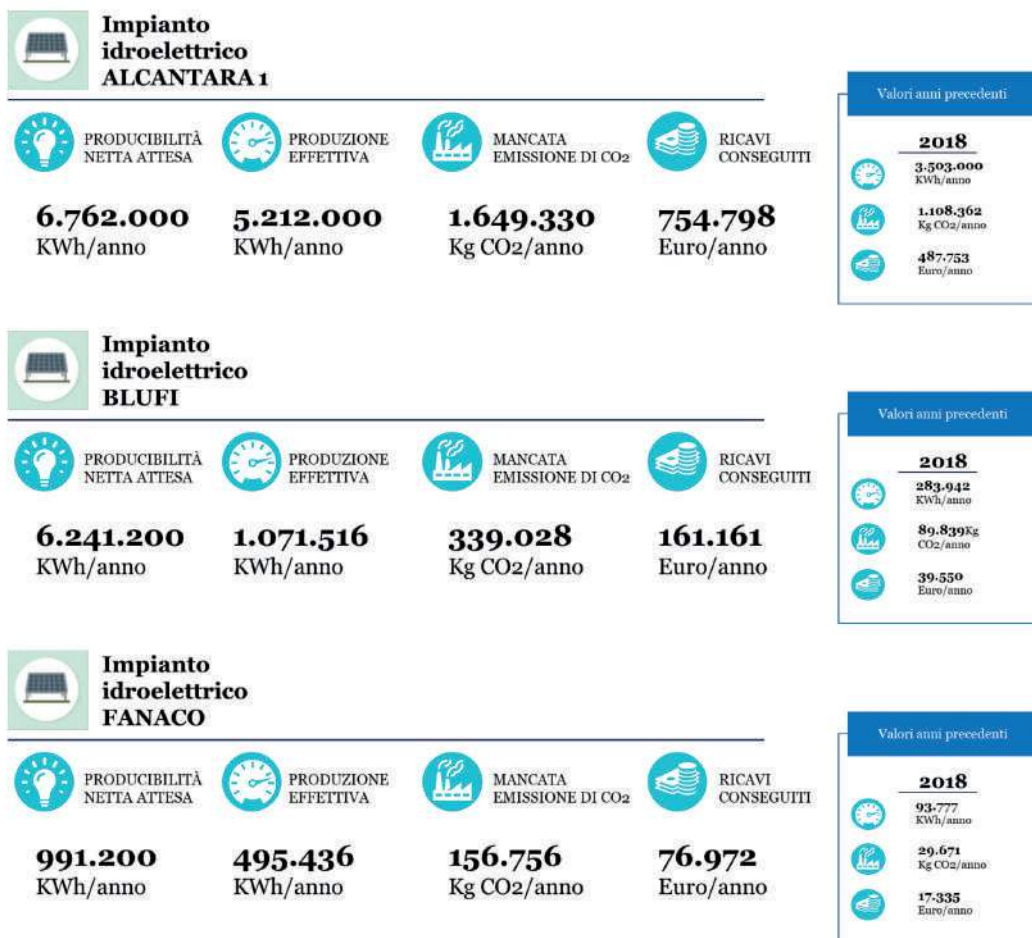 Impianto
idroelettrico
ALCANTARA 1
PRODUCIBILITÀ
NETTA ATTESA
PRODUZIONE
EFFETTIVA
MANCATA
EMISSIONE DI CO2
RICAVI
CONSEGUITI
6.762.000
KWh/anno
5.212.000
KWh/anno
1.649.330
Kg CO2/anno
754.798
Euro/anno
Valori anni precedenti
2018
3.503.000
KWh/anno
1.108.362
Kg CO2/anno
487.753
Euro/anno
Impianto
idroelettrico
BLUFI
PRODUCIBILITÀ
NETTA ATTESA
PRODUZIONE
EFFETTIVA
MANCATA
EMISSIONE DI CO2
RICAVI
CONSEGUITI
6.241.200
KWh/anno
1.071.516
KWh/anno
339.028
Kg CO2/anno
161.161
Euro/anno
Valori anni precedenti
2018
283.942
KWh/anno
89.839Kg
CO2/anno
39.550
Euro/anno
Impianto
idroelettrico
FANACO
PRODUCIBILITÀ
NETTA ATTESA
PRODUZIONE
EFFETTIVA
MANCATA
EMISSIONE DI CO2
RICAVI
CONSEGUITI
991.200
KWh/anno
495.436
KWh/anno
156.756
Kg CO2/anno
76.972
Euro/anno
Valori anni precedenti
2018
93.777
KWh/anno
29.671
Kg CO2/anno
17.335
Euro/anno